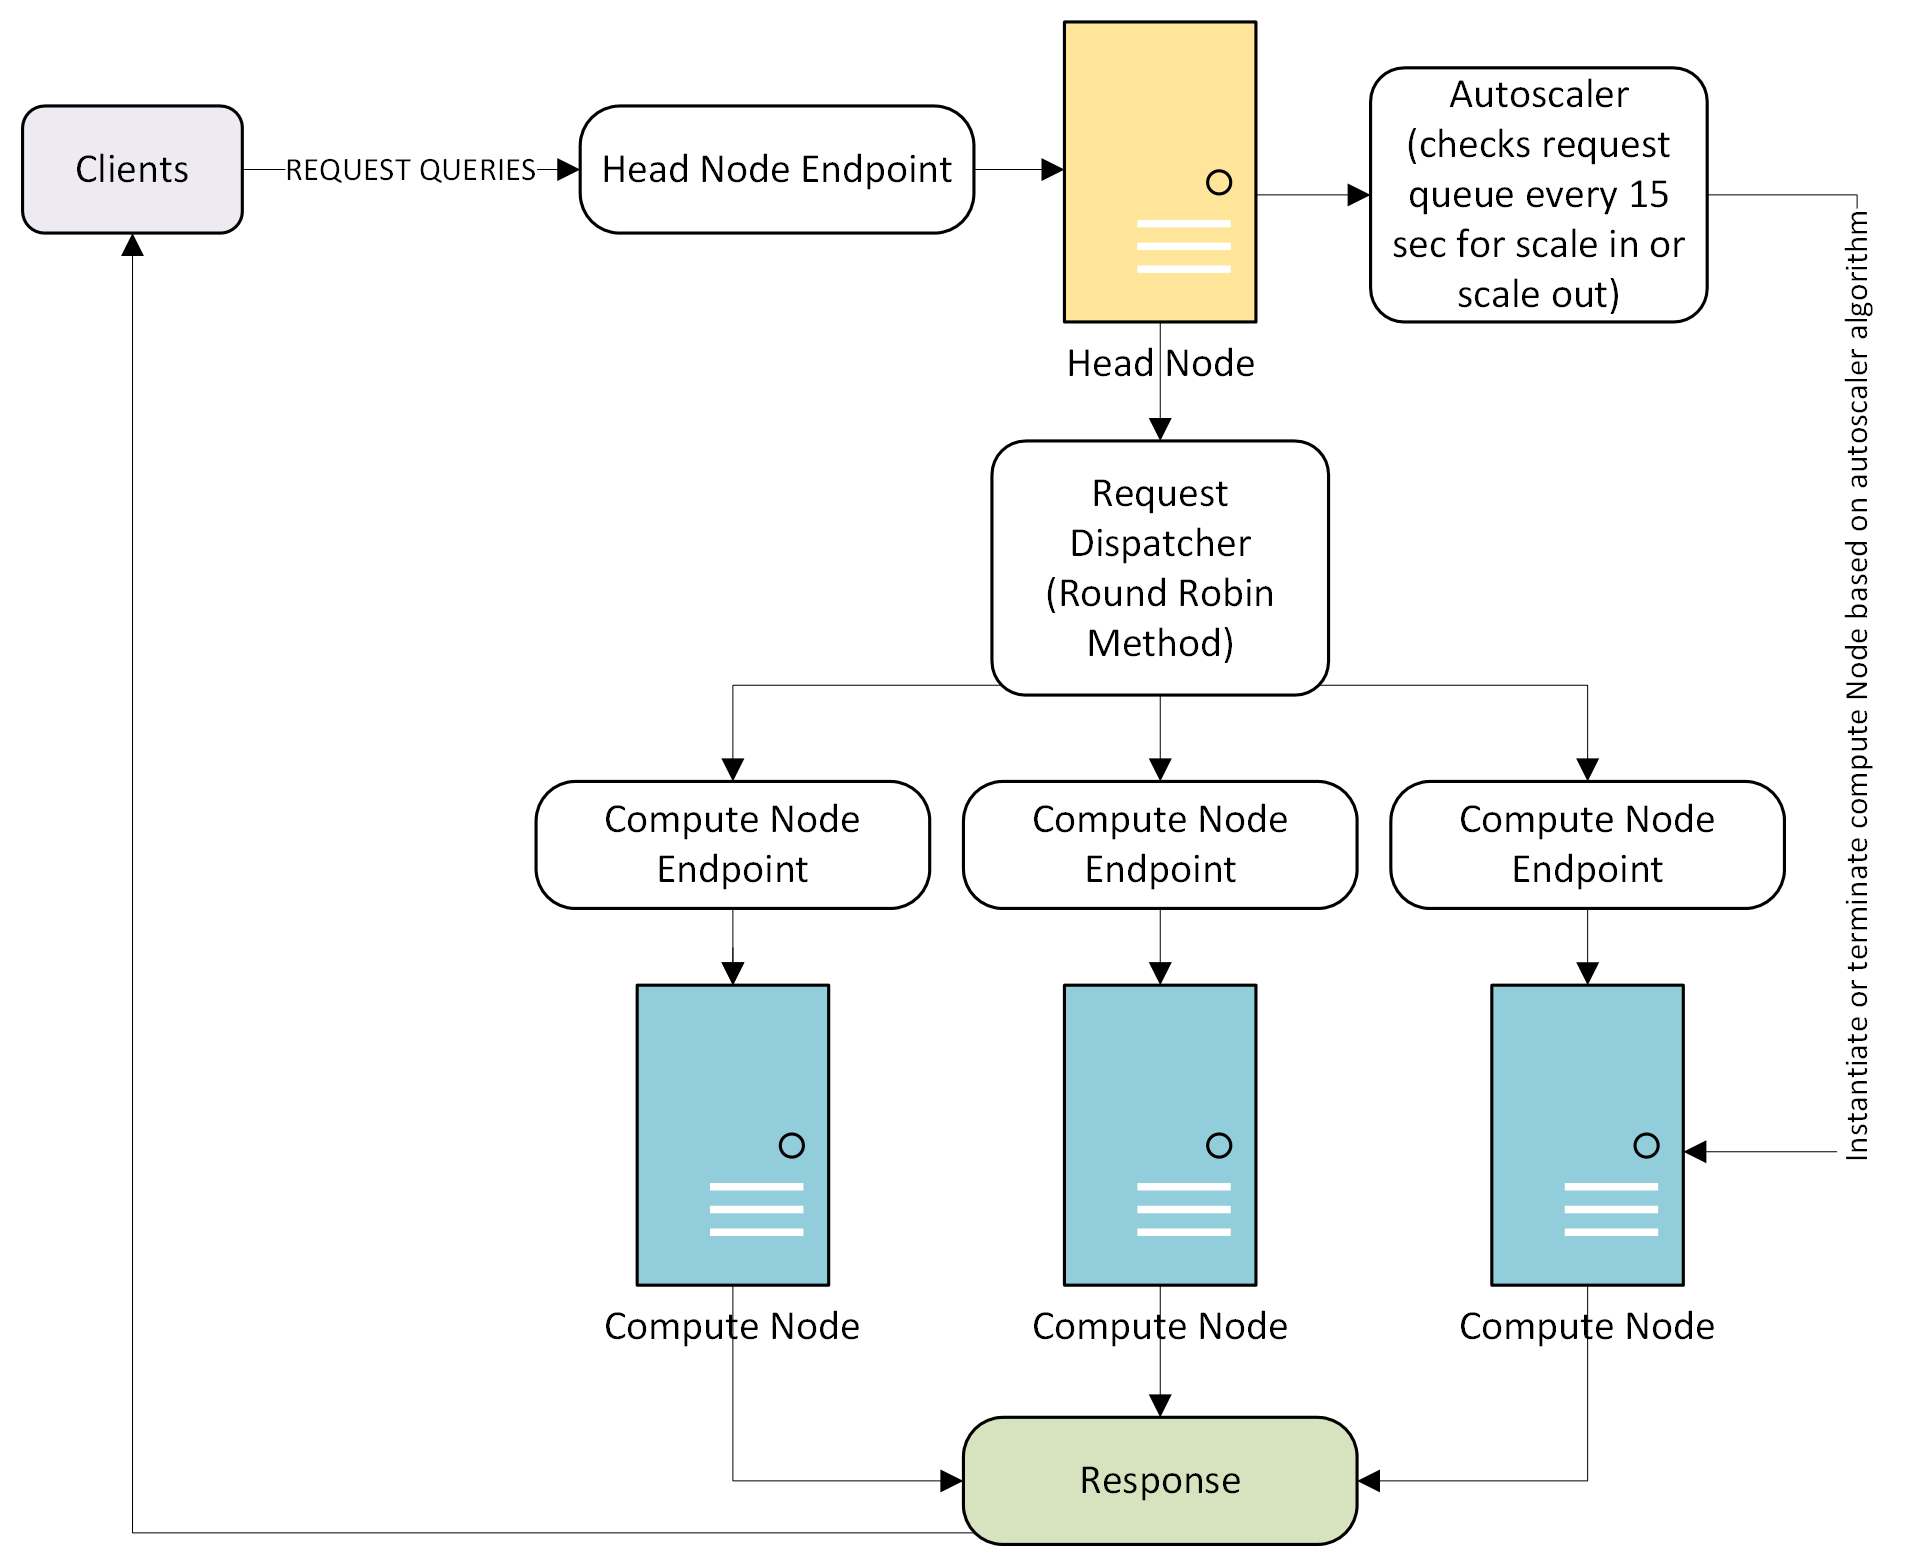 Clients
REQUEST QUERIES
Head Node Endpoint
Head Node
Autoscaler
(checks request
queue every 15
sec for scale in or
scale out)
Instantiate or terminate compute Node based on autoscaler algorithm
Request
Dispatcher
(Round Robin
Method)
Compute Node
Endpoint
Compute Node
Endpoint
Compute Node
Endpoint
Compute Node
Compute Node
Compute Node
Response